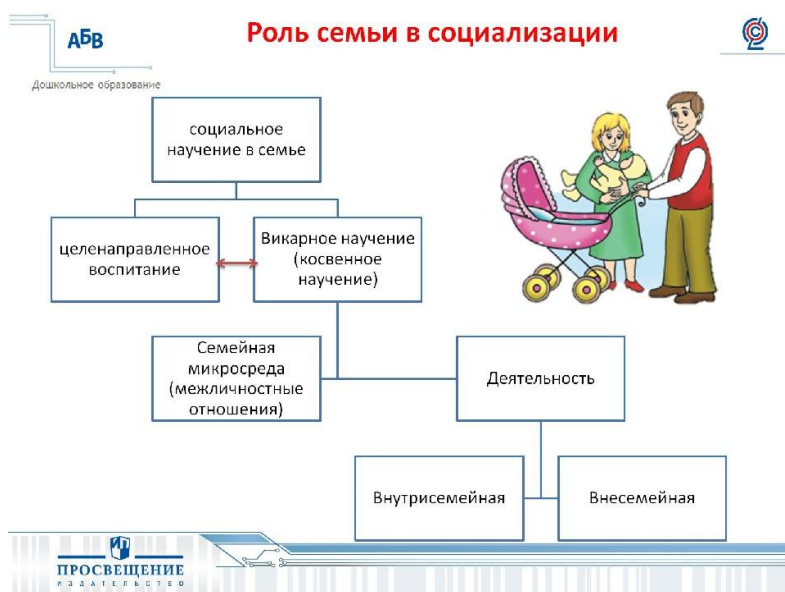 Роль семьи в социализации
АБВ
Дошкольное образование
социальное
научение в семье
целенаправленное
воспитание
Викарное научение
(косвенное
научение)
Семейная
микросреда
(межличностные
отношения)
Деятельность
Внутрисемейная
Внесемейная
ПРОСВЕЩЕНИЕ
ИЗДАТЕЛЬСТВО